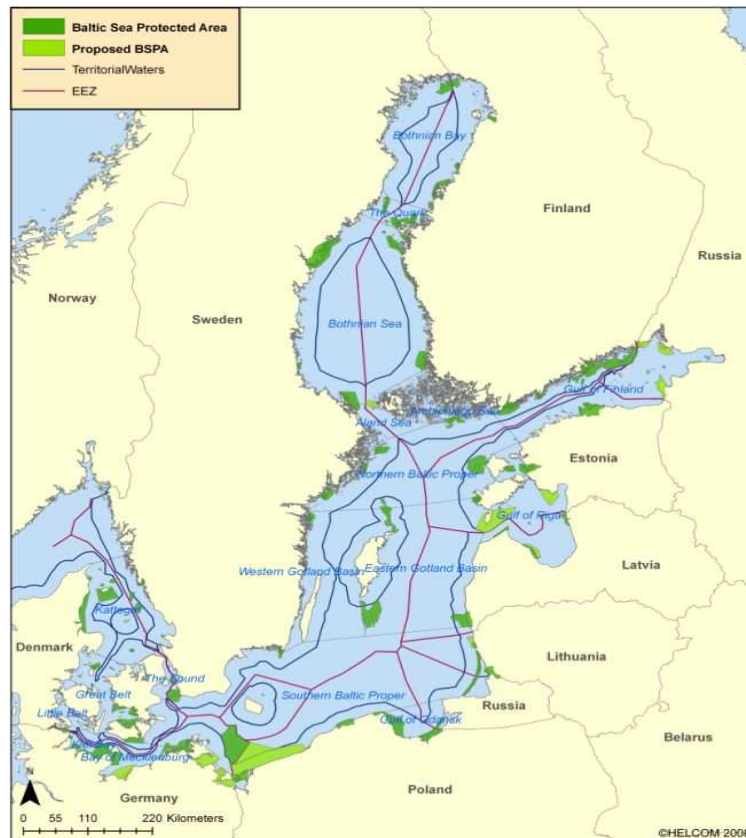 Baltic Sea Protected Area
Proposed BSPA
TerritorialWaters
EEZ
Bothnian Bay
The Quark
Finland
Russia
Norway
Sweden
Bothnian Sea
Gulf of Finland
Archipelago Sea
Åland Sea
Estonia
Northern Baltic Proper
Gulf of Riga
Western Gotland Basin
Eastern Gotland Basin
Latvia
Kattegat
Denmark
Lithuania
The Sound
Great Belt
Southern Baltic Proper
Russia
Little Belt
Gulf of Gdansk
Belarus
Kiel Bay
Bay of Mecklenburg
Poland
Germany
N
0 55 110 220 Kilometers
©HELCOM